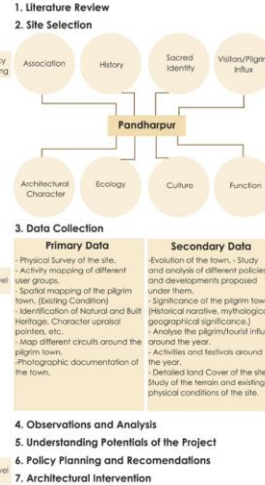 1. Literature Review
2. Site Selection
Association
History
Sacred
Identity
Visitors/Pilgrim
Influx
Pandharpur
Architectural
Character
Ecology
Culture
Function
3. Data Collection
Primary Data
- Physical Survey of the site.
- Activity mapping of different
user groups.
- Spatial mapping of the pilgrim
town. (Existing Condition)
- Identification of Natural and Built
Heritage, Character upraisal
pointers, etc.
- Map different circuits around the
pilgrim town.
-Photographic documentation of
the town.
Secondary Data
-Evolution of the town. - Study
and analysis of different policies
and developments proposed
under them.
- Significance of the pilgrim town
(Historical narrative, mythological
geographical significance.)
- Analyse the pilgrim/tourist influx
around the year.
- Activities and festivals around
the year.
- Detailed land Cover of the site
Study of the terrain and existing
physical conditions of the site.
4. Observations and Analysis
5. Understanding Potentials of the Project
6. Policy Planning and Recomendations
7. Architectural Intervention